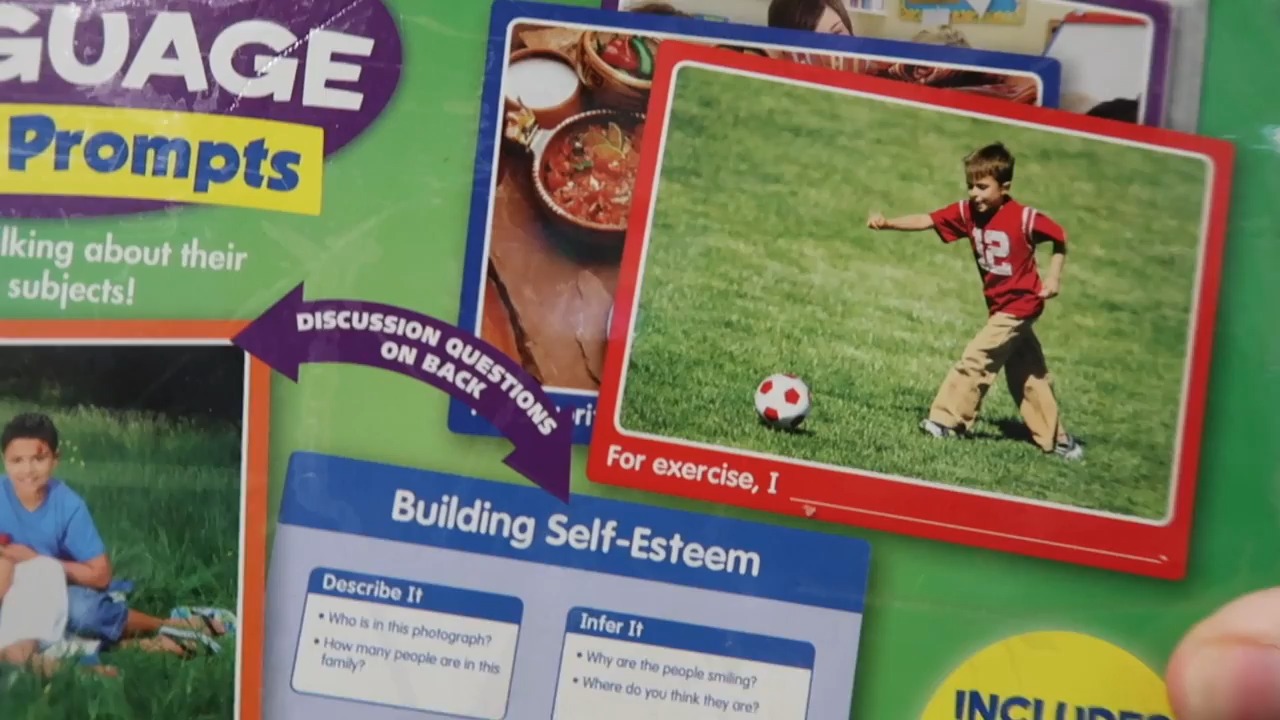 GUAGE
Prompts
lking about their
subjects!
DISCUSSION QUESTIONS
ON BACK
12
For exercise, I
Building Self-Esteem
Describe It
• Who is in this photograph?
• How many people are in this
family?
Infer It
• Why are the people smiling?
• Where do you think they are?
INCLUDES